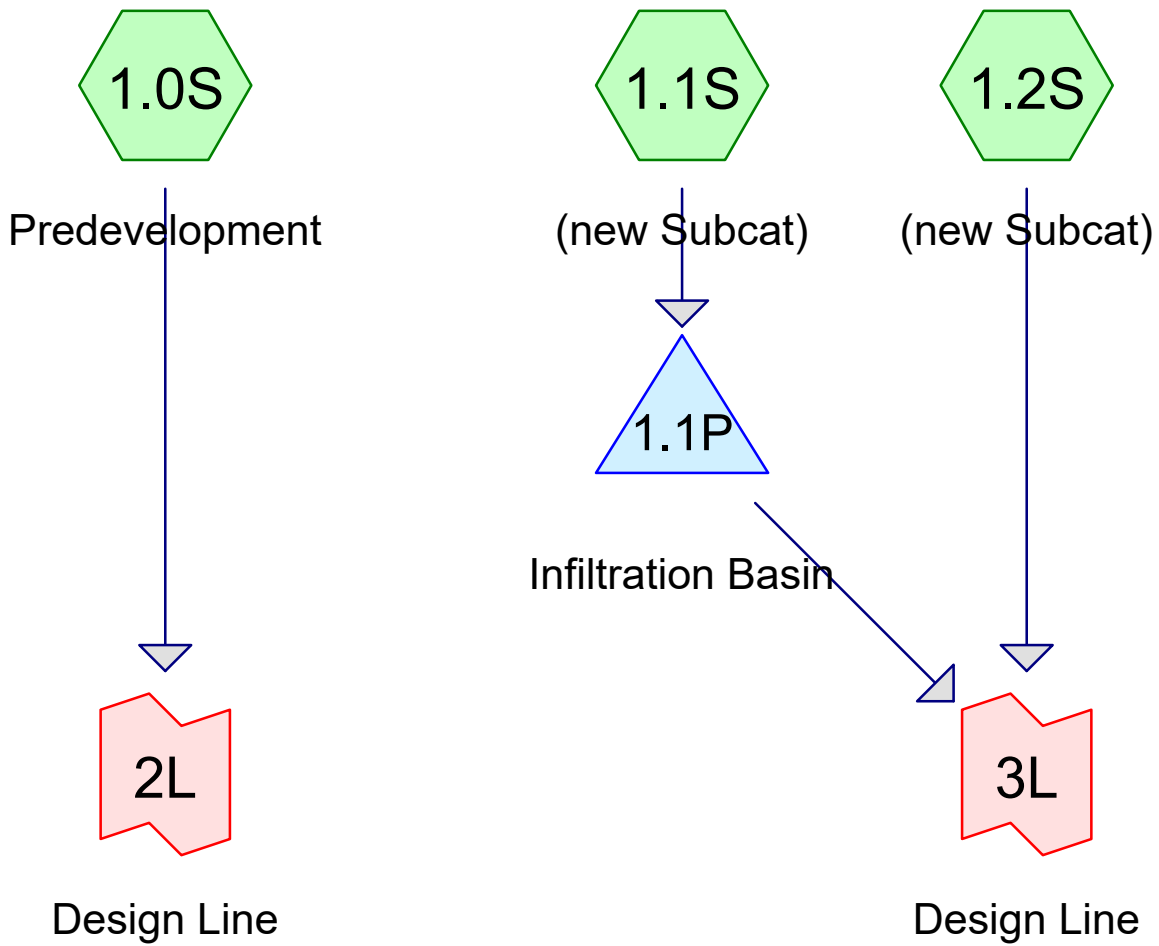 1.0S
1.1S
1.2S
Predevelopment
(new Subcat)
(new Subcat)
1.1P
Infiltration Basin
2L
3L
Design Line
Design Line